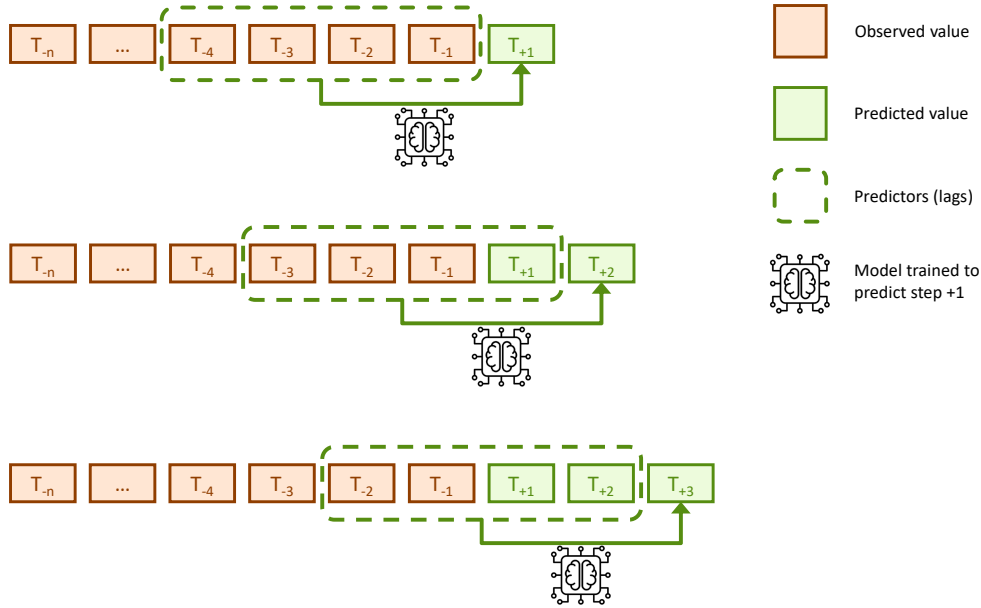 T-n ... T-4 T-3 T-2 T-1 T+1
Observed value
Predicted value
Predictors (lags)
T-n ... T-4 T-3 T-2 T-1 T+1 T+2
Model trained to
predict step +1
T-n ... T-4 T-3 T-2 T-1 T+1 T+2 T+3